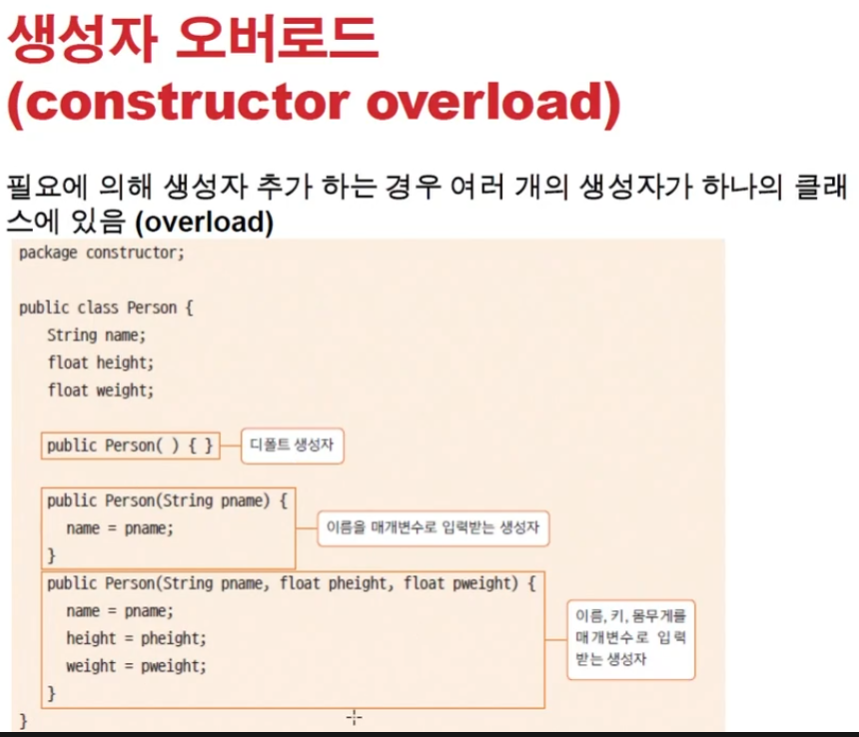 생성자 오버로드
(constructor overload)
필요에 의해 생성자 추가 하는 경우 여러 개의 생성자가 하나의 클래
스에 있음 (overload)
package constructor;
public class Person {
String name;
float height;
float weight;
public Person( ) { }
디폴트 생성자
public Person(String pname) {
name = pname;
}
이름을 매개변수로 입력받는 생성자
public Person(String pname, float pheight, float pweight) {
name = pname;
height = pheight;
weight = pweight;
}
이름, 키, 몸무게를
매개변수로 입력
받는 생성자
}